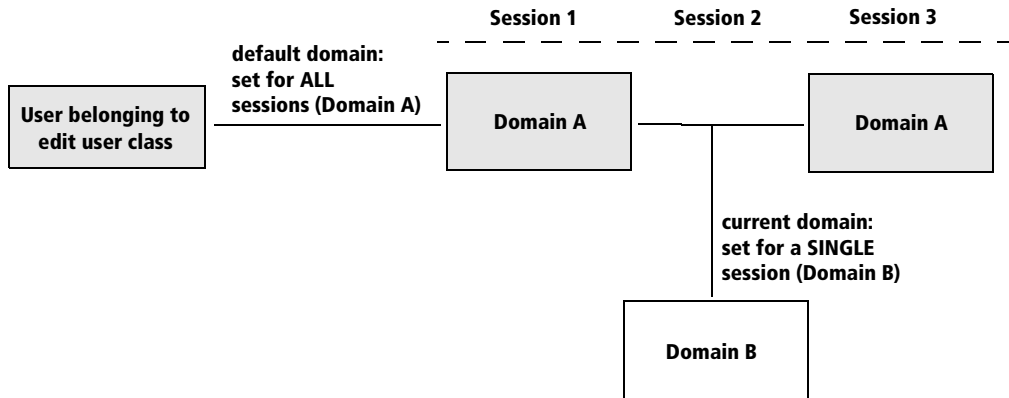 Session 1
Session 2
Session 3
default domain:
set for ALL
sessions (Domain A)
User belonging to
edit user class
Domain A
Domain A
current domain:
set for a SINGLE
session (Domain B)
Domain B